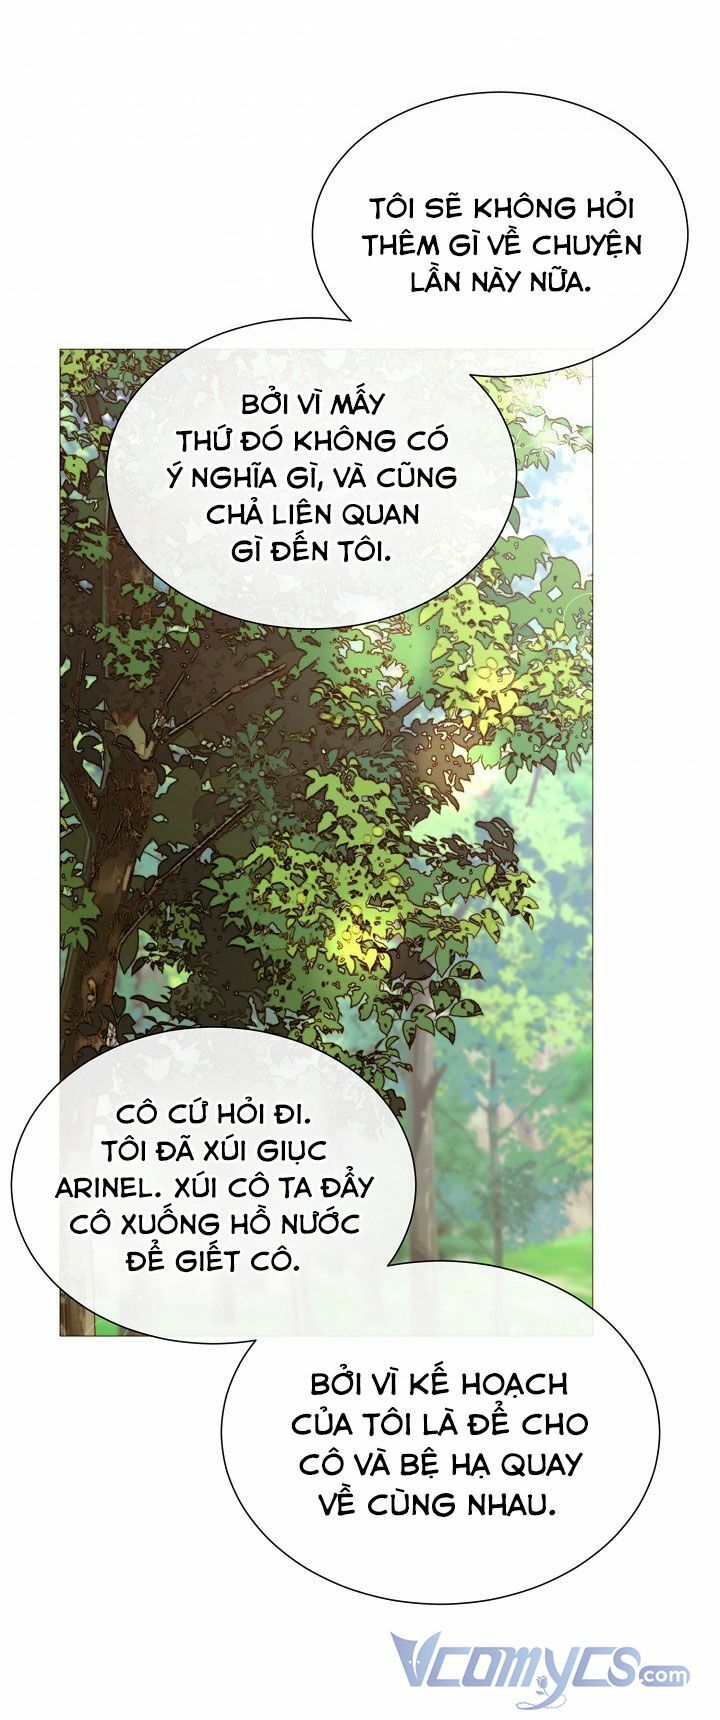 TÔI SẼ KHÔNG HỎI
THÊM GÌ VỀ CHUYỆN
LẦN NÀY NỮA.
BỞI VÌ MẤY
THỨ ĐÓ KHÔNG CÓ
Ý NGHĨA GÌ, VÀ CŨNG
CHẢ LIÊN QUAN
GÌ ĐẾN TÔI.
CÔ CỨ HỎI ĐI.
TÔI ĐÃ XÚI GIỤC
ARINEL. XÚI CÔ TA ĐẨY
CÔ XUỐNG HỒ NƯỚC
ĐỂ GIẾT CÔ.
BỞI VÌ KẾ HOẠCH
CỦA TÔI LÀ ĐỂ CHO
CÔ VÀ BỆ HẠ QUAY
VỀ CÙNG NHAU.
VCOMYCS.com